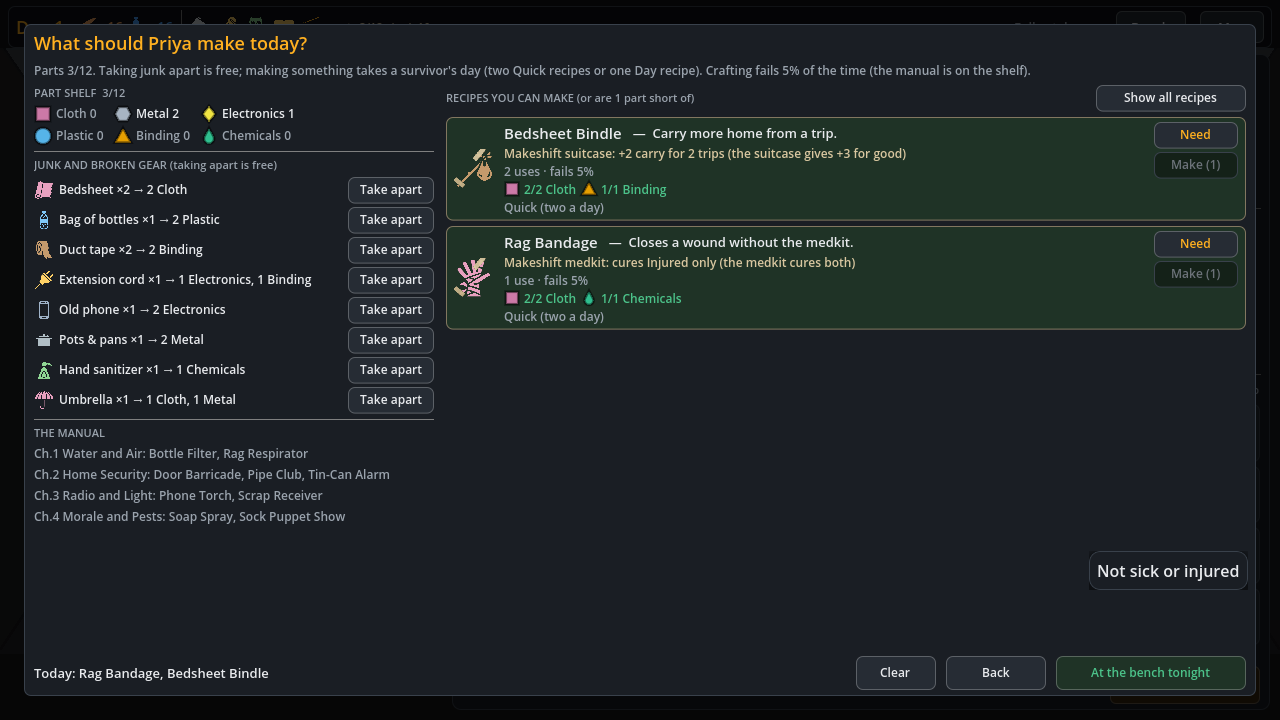 What should Priya make today?
Parts 3/12. Taking junk apart is free; making something takes a survivor's day (two Quick recipes or one Day recipe). Crafting fails 5% of the time (the manual is on the shelf).
PART SHELF 3/12
Cloth 0 Metal 2 Electronics 1
Plastic 0 Binding 0 Chemicals 0
JUNK AND BROKEN GEAR (taking apart is free)
Bedsheet ×2 → 2 Cloth Take apart
Bag of bottles ×1 → 2 Plastic Take apart
Duct tape ×2 → 2 Binding Take apart
Extension cord ×1 → 1 Electronics, 1 Binding Take apart
Old phone ×1 → 2 Electronics Take apart
Pots & pans ×1 → 2 Metal Take apart
Hand sanitizer ×1 → 1 Chemicals Take apart
Umbrella ×1 → 1 Cloth, 1 Metal Take apart
THE MANUAL
Ch.1 Water and Air: Bottle Filter, Rag Respirator
Ch.2 Home Security: Door Barricade, Pipe Club, Tin-Can Alarm
Ch.3 Radio and Light: Phone Torch, Scrap Receiver
Ch.4 Morale and Pests: Soap Spray, Sock Puppet Show
RECIPES YOU CAN MAKE (or are 1 part short of) Show all recipes
Bedsheet Bindle — Carry more home from a trip. Need
Makeshift suitcase: +2 carry for 2 trips (the suitcase gives +3 for good)
Make (1)
2 uses · fails 5%
2/2 Cloth 1/1 Binding
Quick (two a day)
Rag Bandage — Closes a wound without the medkit. Need
Makeshift medkit: cures Injured only (the medkit cures both)
Make (1)
1 use · fails 5%
2/2 Cloth 1/1 Chemicals
Quick (two a day)
Not sick or injured
Today: Rag Bandage, Bedsheet Bindle Clear Back At the bench tonight